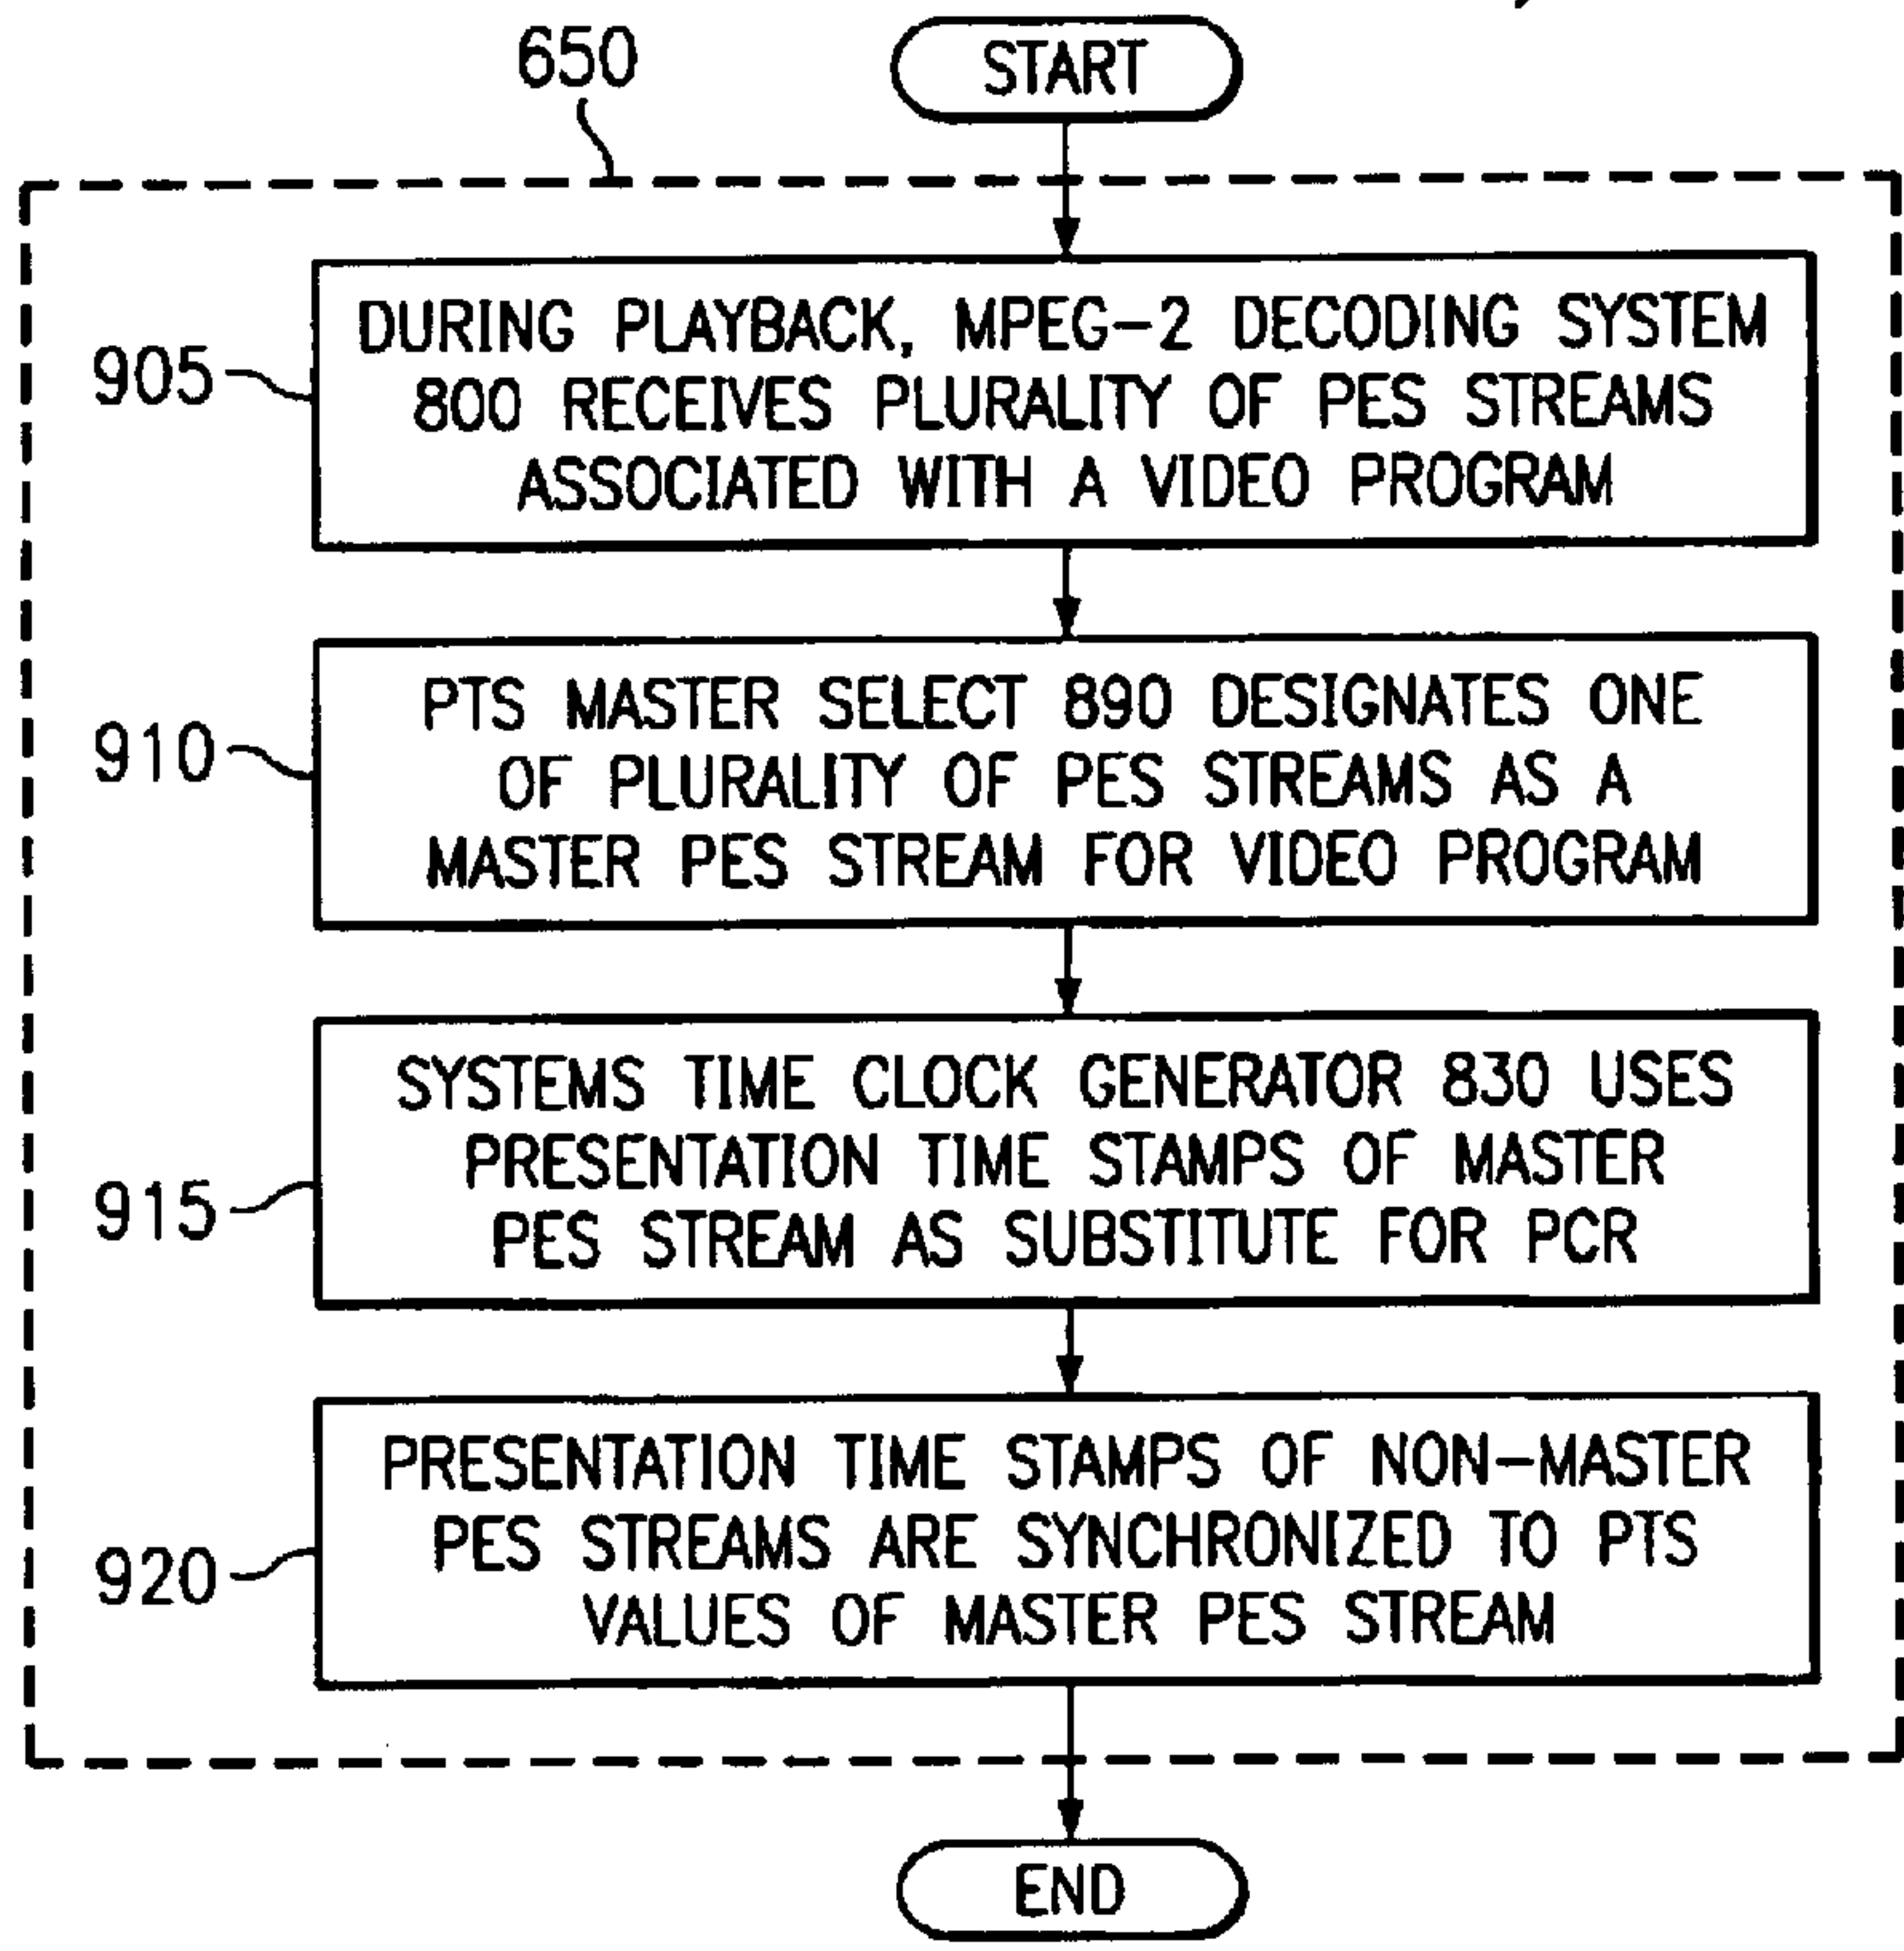 650
START
905
DURING PLAYBACK, MPEG-2 DECODING SYSTEM
800 RECEIVES PLURALITY OF PES STREAMS
ASSOCIATED WITH A VIDEO PROGRAM
910
PTS MASTER SELECT 890 DESIGNATES ONE
OF PLURALITY OF PES STREAMS AS A
MASTER PES STREAM FOR VIDEO PROGRAM
915
SYSTEMS TIME CLOCK GENERATOR 830 USES
PRESENTATION TIME STAMPS OF MASTER
PES STREAM AS SUBSTITUTE FOR PCR
920
PRESENTATION TIME STAMPS OF NON-MASTER
PES STREAMS ARE SYNCHRONIZED TO PTS
VALUES OF MASTER PES STREAM
END